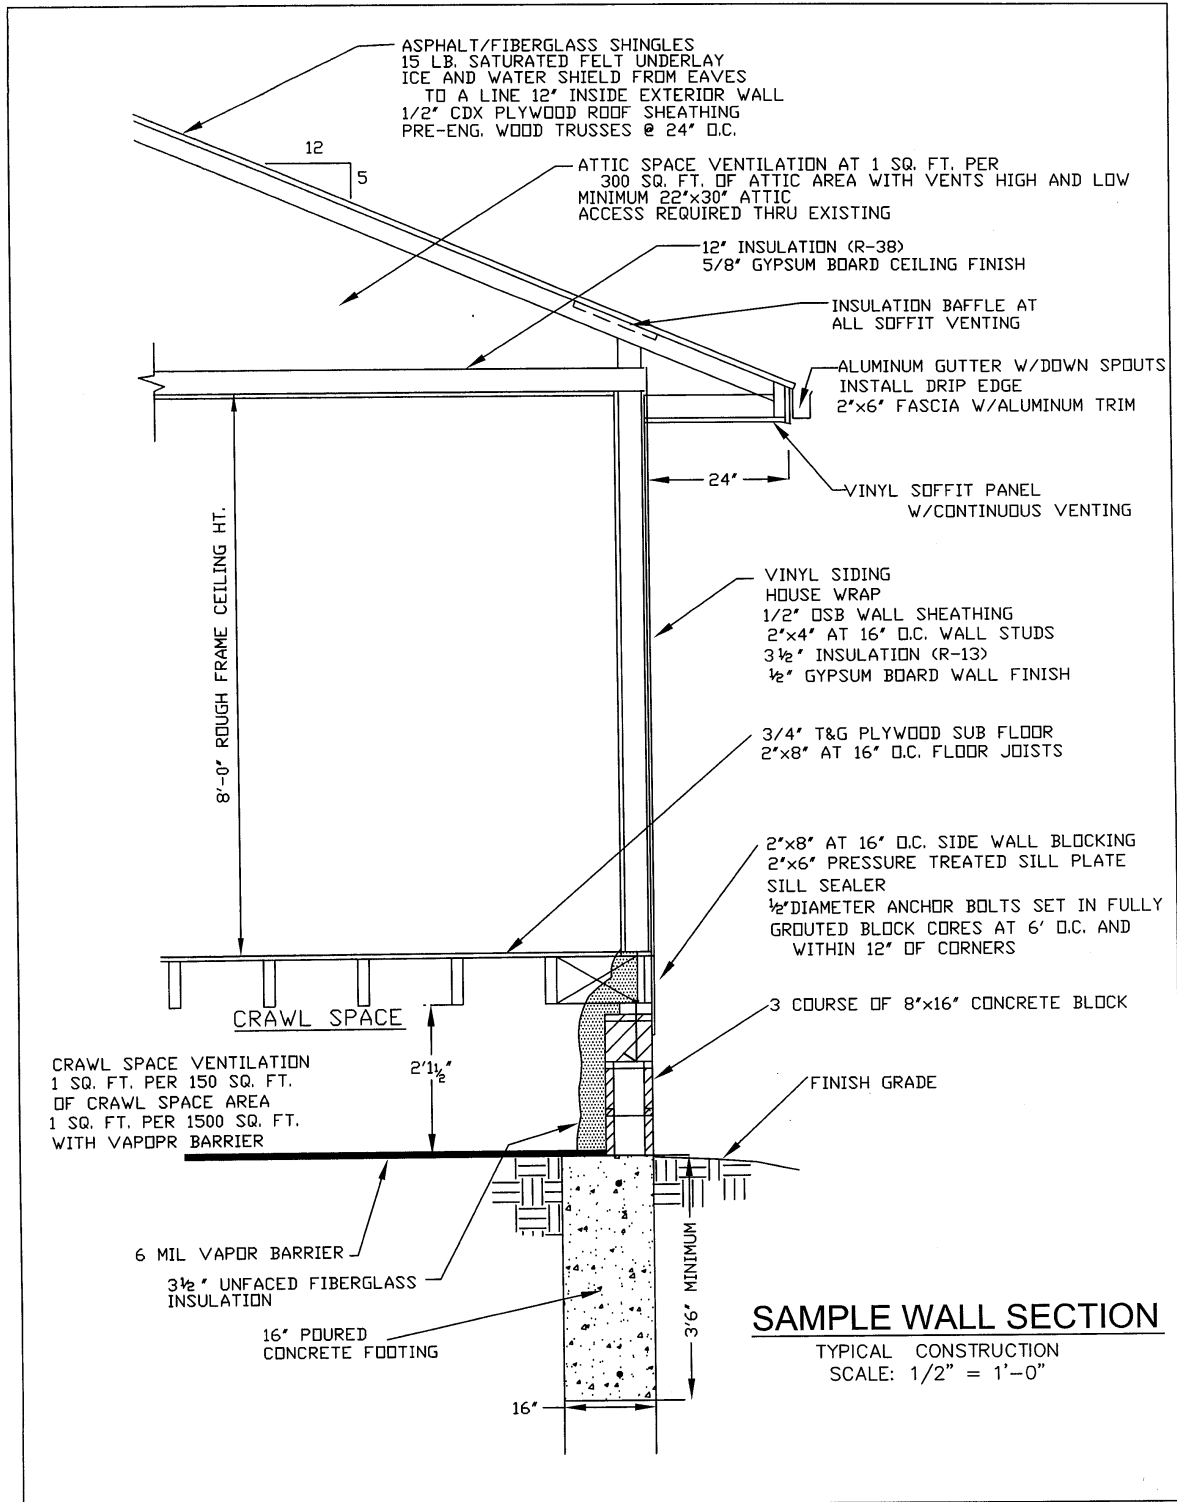 ASPHALT/FIBERGLASS SHINGLES
15 LB. SATURATED FELT UNDERLAY
ICE AND WATER SHIELD FROM EAVES
TO A LINE 12" INSIDE EXTERIOR WALL
1/2" CDX PLYWOOD ROOF SHEATHING
PRE-ENG. WOOD TRUSSES @ 24" O.C.
12
5
ATTIC SPACE VENTILATION AT 1 SQ. FT. PER
300 SQ. FT. OF ATTIC AREA WITH VENTS HIGH AND LOW
MINIMUM 22"x30" ATTIC
ACCESS REQUIRED THRU EXISTING
12" INSULATION (R-38)
5/8" GYPSUM BOARD CEILING FINISH
INSULATION BAFFLE AT
ALL SOFFIT VENTING
ALUMINUM GUTTER W/DOWN SPOUTS
INSTALL DRIP EDGE
2"x6" FASCIA W/ALUMINUM TRIM
24"
VINYL SOFFIT PANEL
W/CONTINUOUS VENTING
8'-0" ROUGH FRAME CEILING HT.
VINYL SIDING
HOUSE WRAP
1/2" OSB WALL SHEATHING
2"x4" AT 16" O.C. WALL STUDS
3½" INSULATION (R-13)
½" GYPSUM BOARD WALL FINISH
3/4" T&G PLYWOOD SUB FLOOR
2"x8" AT 16" O.C. FLOOR JOISTS
2"x8" AT 16" O.C. SIDE WALL BLOCKING
2"x6" PRESSURE TREATED SILL PLATE
SILL SEALER
½"DIAMETER ANCHOR BOLTS SET IN FULLY
GROUTED BLOCK CORES AT 6' O.C. AND
WITHIN 12" OF CORNERS
3 COURSE OF 8"x16" CONCRETE BLOCK
CRAWL SPACE
CRAWL SPACE VENTILATION
1 SQ. FT. PER 150 SQ. FT.
OF CRAWL SPACE AREA
1 SQ. FT. PER 1500 SQ. FT.
WITH VAPOPR BARRIER
2'1½"
FINISH GRADE
6 MIL VAPOR BARRIER
3½" UNFACED FIBERGLASS
INSULATION
16" POURED
CONCRETE FOOTING
3'6" MINIMUM
16"
SAMPLE WALL SECTION
TYPICAL CONSTRUCTION
SCALE: 1/2" = 1'-0"